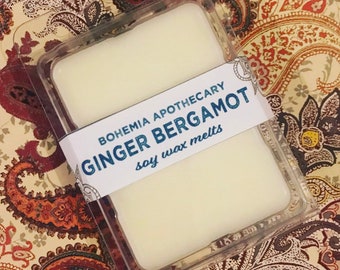 BOHEMIA APOTHECARY
GINGER BERGAMOT
soy wax melts